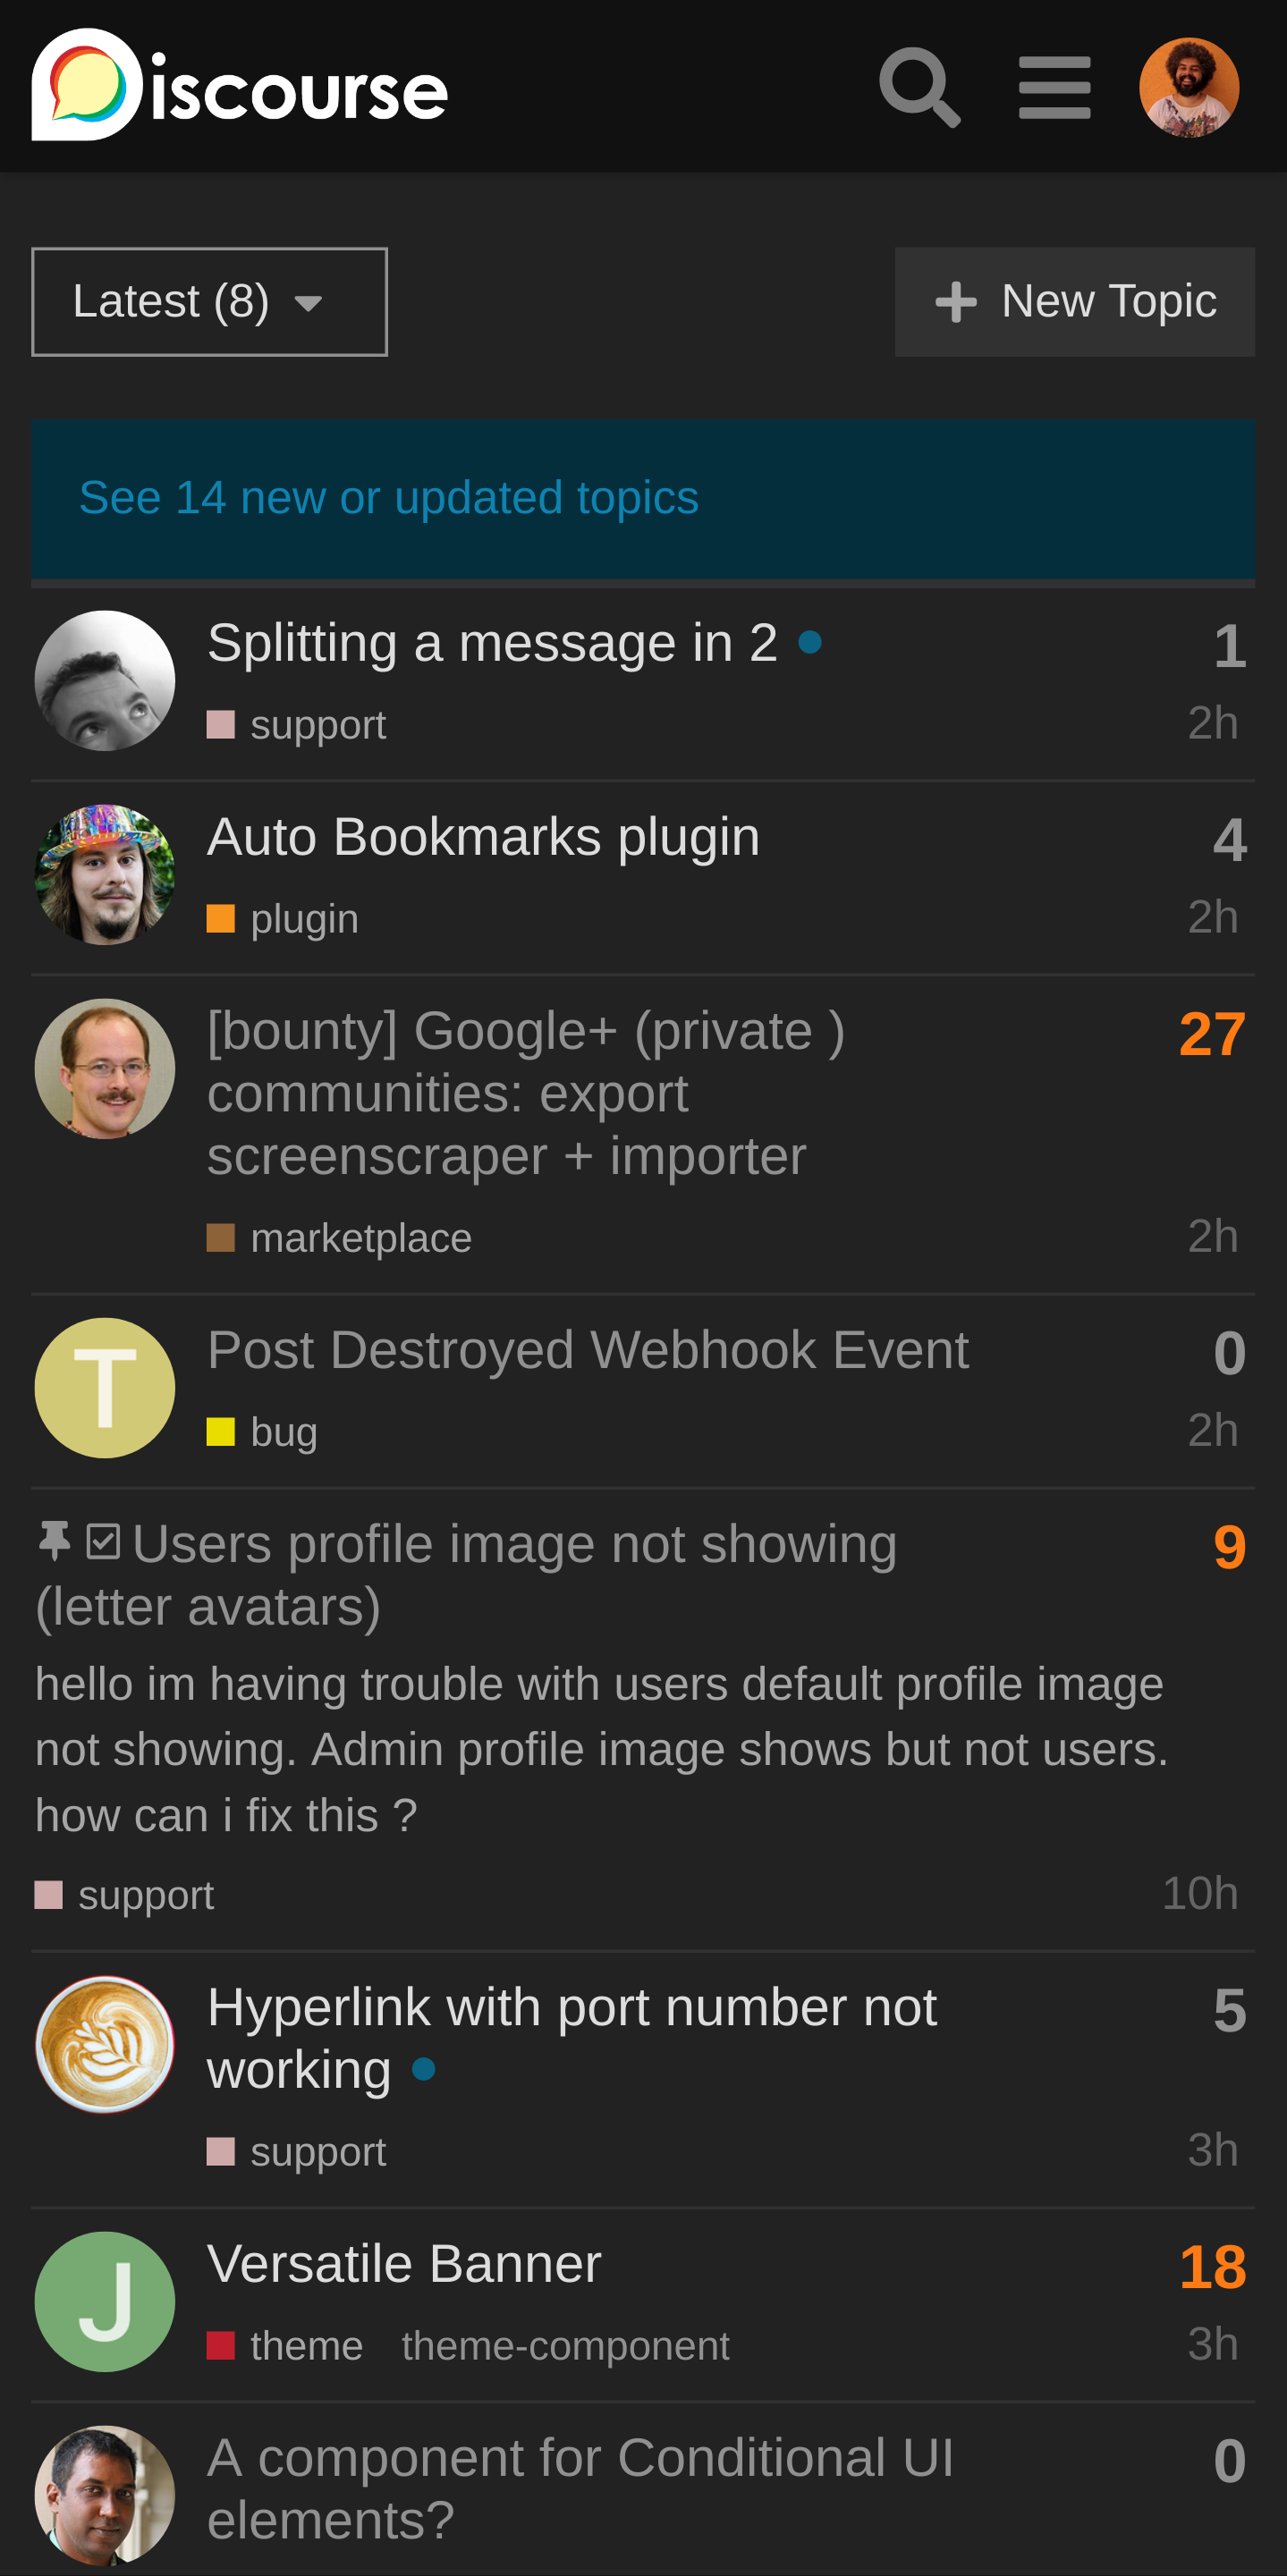 Discourse
Latest (8)
New Topic
See 14 new or updated topics
Splitting a message in 2
1
support
2h
Auto Bookmarks plugin
4
plugin
2h
[bounty] Google+ (private )
27
communities: export
screenscraper + importer
marketplace
2h
T
Post Destroyed Webhook Event
0
bug
2h
Users profile image not showing
9
(letter avatars)
hello im having trouble with users default profile image
not showing. Admin profile image shows but not users.
how can i fix this ?
support
10h
Hyperlink with port number not
5
working
support
3h
J
Versatile Banner
18
theme theme-component
3h
A component for Conditional UI
0
elements?